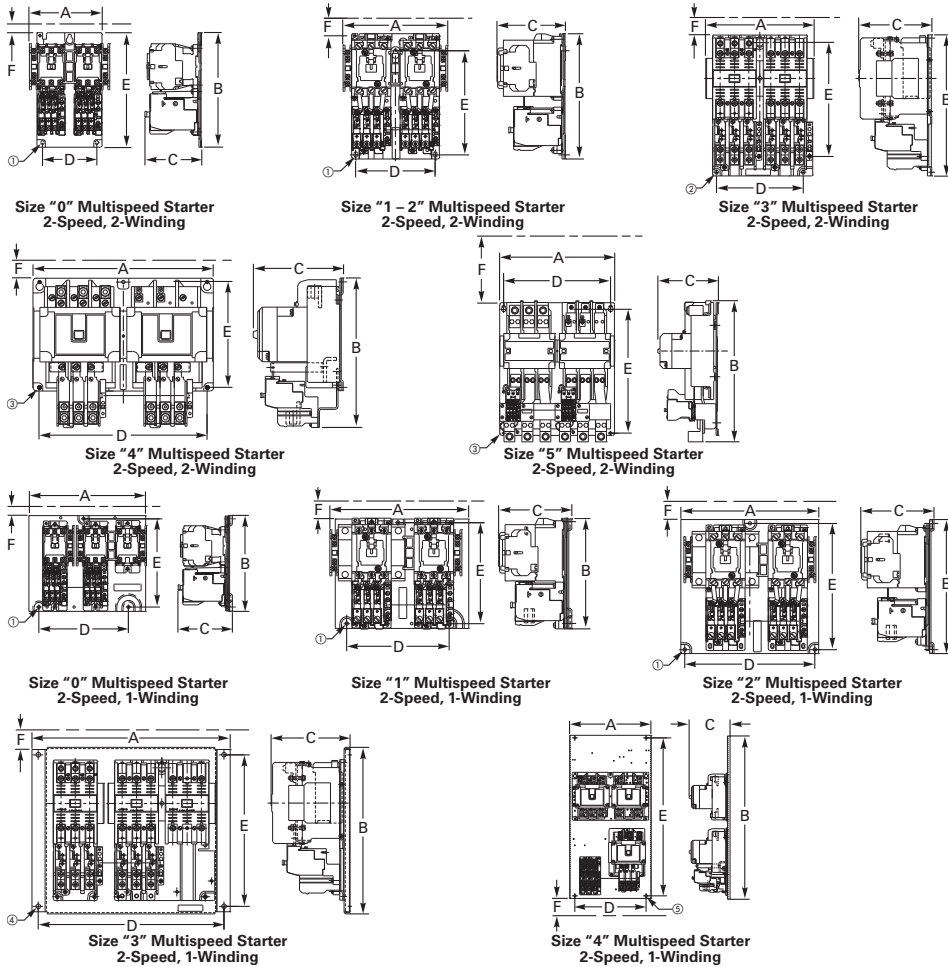 A
F
E
B
D
C
①
Size "0" Multispeed Starter
2-Speed, 2-Winding
F
A
C
E
B
①
D
Size "1 – 2" Multispeed Starter
2-Speed, 2-Winding
F
A
C
E
B
②
D
Size "3" Multispeed Starter
2-Speed, 2-Winding
F
A
C
E
B
③
D
Size "4" Multispeed Starter
2-Speed, 2-Winding
F
A
D
C
E
B
③
Size "5" Multispeed Starter
2-Speed, 2-Winding
A
F
E
B
①
D
C
Size "0" Multispeed Starter
2-Speed, 1-Winding
F
A
C
E
B
①
D
Size "1" Multispeed Starter
2-Speed, 1-Winding
F
A
C
E
B
①
D
Size "2" Multispeed Starter
2-Speed, 1-Winding
F
A
C
E
B
④
D
Size "3" Multispeed Starter
2-Speed, 1-Winding
A
C
E
B
F
D
⑤
Size "4" Multispeed Starter
2-Speed, 1-Winding